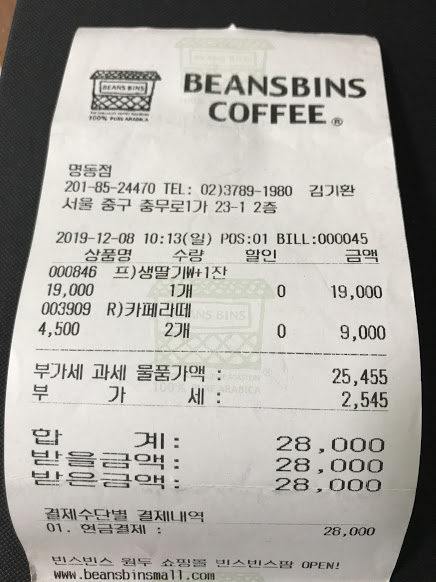 BEANS BINS
100% PURE ARABICA
BEANSBINS
COFFEE ®
명동점
201-85-24470 TEL: 02)3789-1980 김기환
서울 중구 충무로1가 23-1 2층
2019-12-08 10:13(일) POS:01 BILL:000045
상품명 수량 할인 금액
000846 프)생딸기W+1잔
19,000 1개 0 19,000
003909 R)카페라떼
4,500 2개 0 9,000
부가세 과세 물품가액 : 25,455
부 가 세 : 2,545
합 계 : 28,000
받을금액 : 28,000
받은금액 : 28,000
결제수단별 결제내역
01. 현금결제 : 28,000
빈스빈스 원두 쇼핑몰 빈스빈스몰 OPEN!
www.beansbinsmall.com